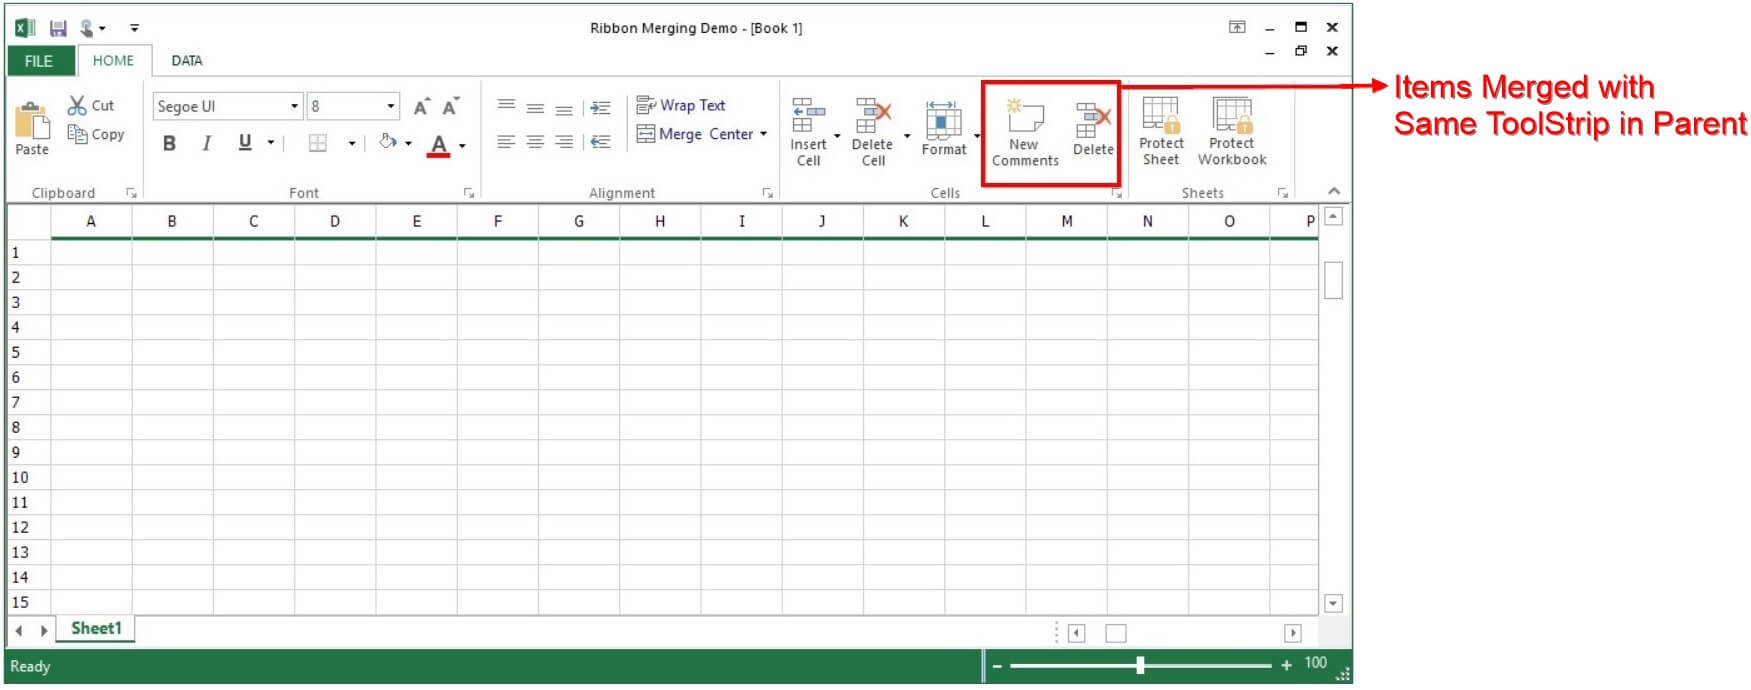 Ribbon Merging Demo - [Book 1]
FILE HOME DATA
Items Merged with
Same ToolStrip in Parent
Paste
Cut
Copy
Clipboard
Segoe UI 8 A A
B I U A
Font
Wrap Text
Merge Center
Alignment
Insert
Cell
Delete
Cell
Format
New
Comments
Delete
Cells
Protect
Sheet
Protect
Workbook
Sheets
A B C D E F G H I J K L M N O P
1
2
3
4
5
6
7
8
9
10
11
12
13
14
15
Sheet1
Ready − + 100